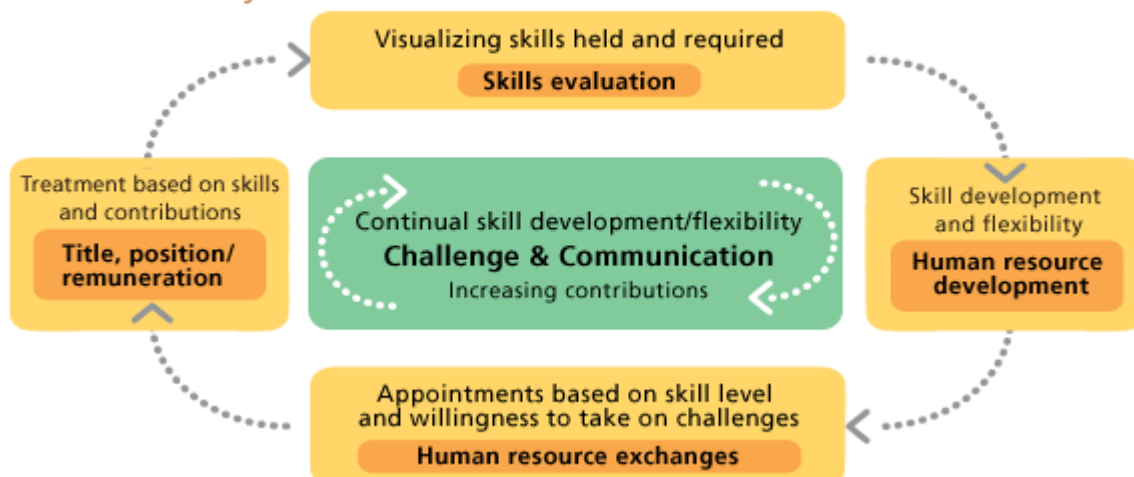 Visualizing skills held and required
Skills evaluation
Treatment based on skills
and contributions
Title, position/
remuneration
Continual skill development/flexibility
Challenge & Communication
Increasing contributions
Skill development
and flexibility
Human resource
development
Appointments based on skill level
and willingness to take on challenges
Human resource exchanges